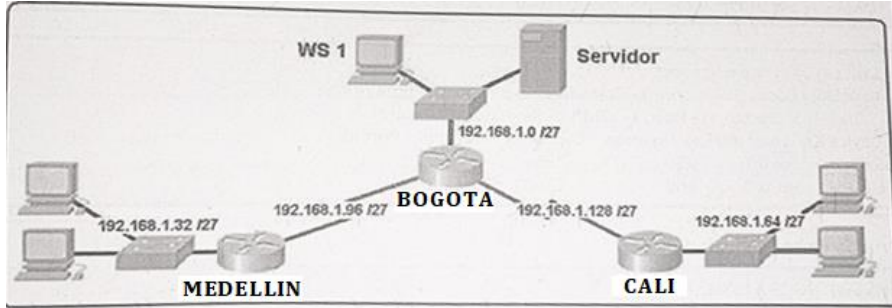 WS 1
Servidor
192.168.1.0 /27
BOGOTA
192.168.1.96 /27
192.168.1.128 /27
192.168.1.32 /27
192.168.1.64 /27
MEDELLIN
CALI